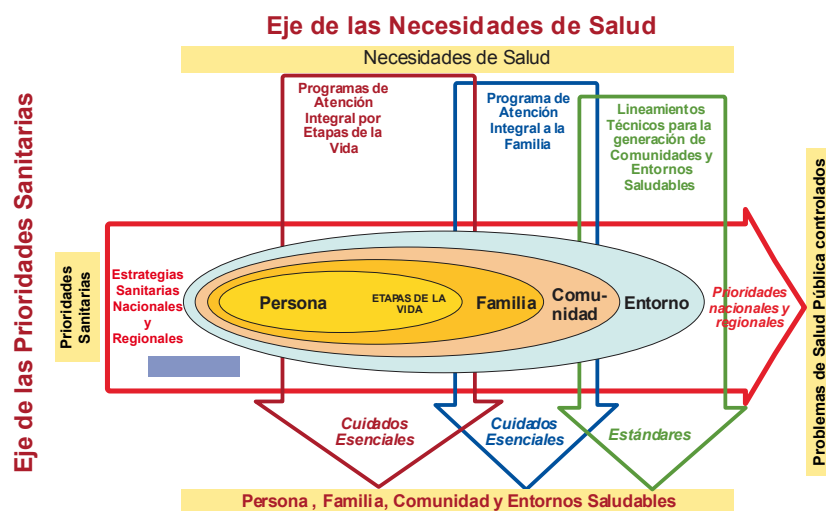 Eje de las Necesidades de Salud
Necesidades de Salud
Programas de
Atención
Integral por
Etapas de la
Vida
Programa de
Atención
Integral a la
Familia
Lineamientos
Técnicos para la
generación de
Comunidades y
Entornos
Saludables
Eje de las Prioridades Sanitarias
Prioridades
Sanitarias
Estrategias
Sanitarias
Nacionales
y
Regionales
Persona
ETAPAS DE LA
VIDA
Familia
Comu-
nidad
Entorno
Prioridades
nacionales y
regionales
Problemas de Salud Pública controlados
Cuidados
Esenciales
Cuidados
Esenciales
Estándares
Persona , Familia, Comunidad y Entornos Saludables